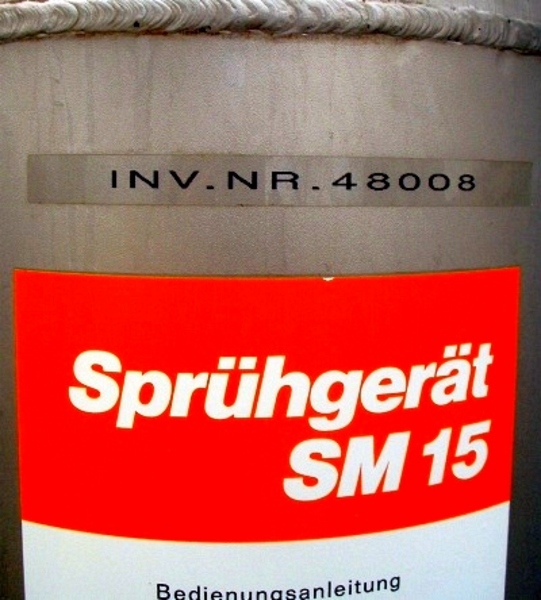 INV.NR.48008
Sprühgerät
SM 15
Bedienungsanleitung